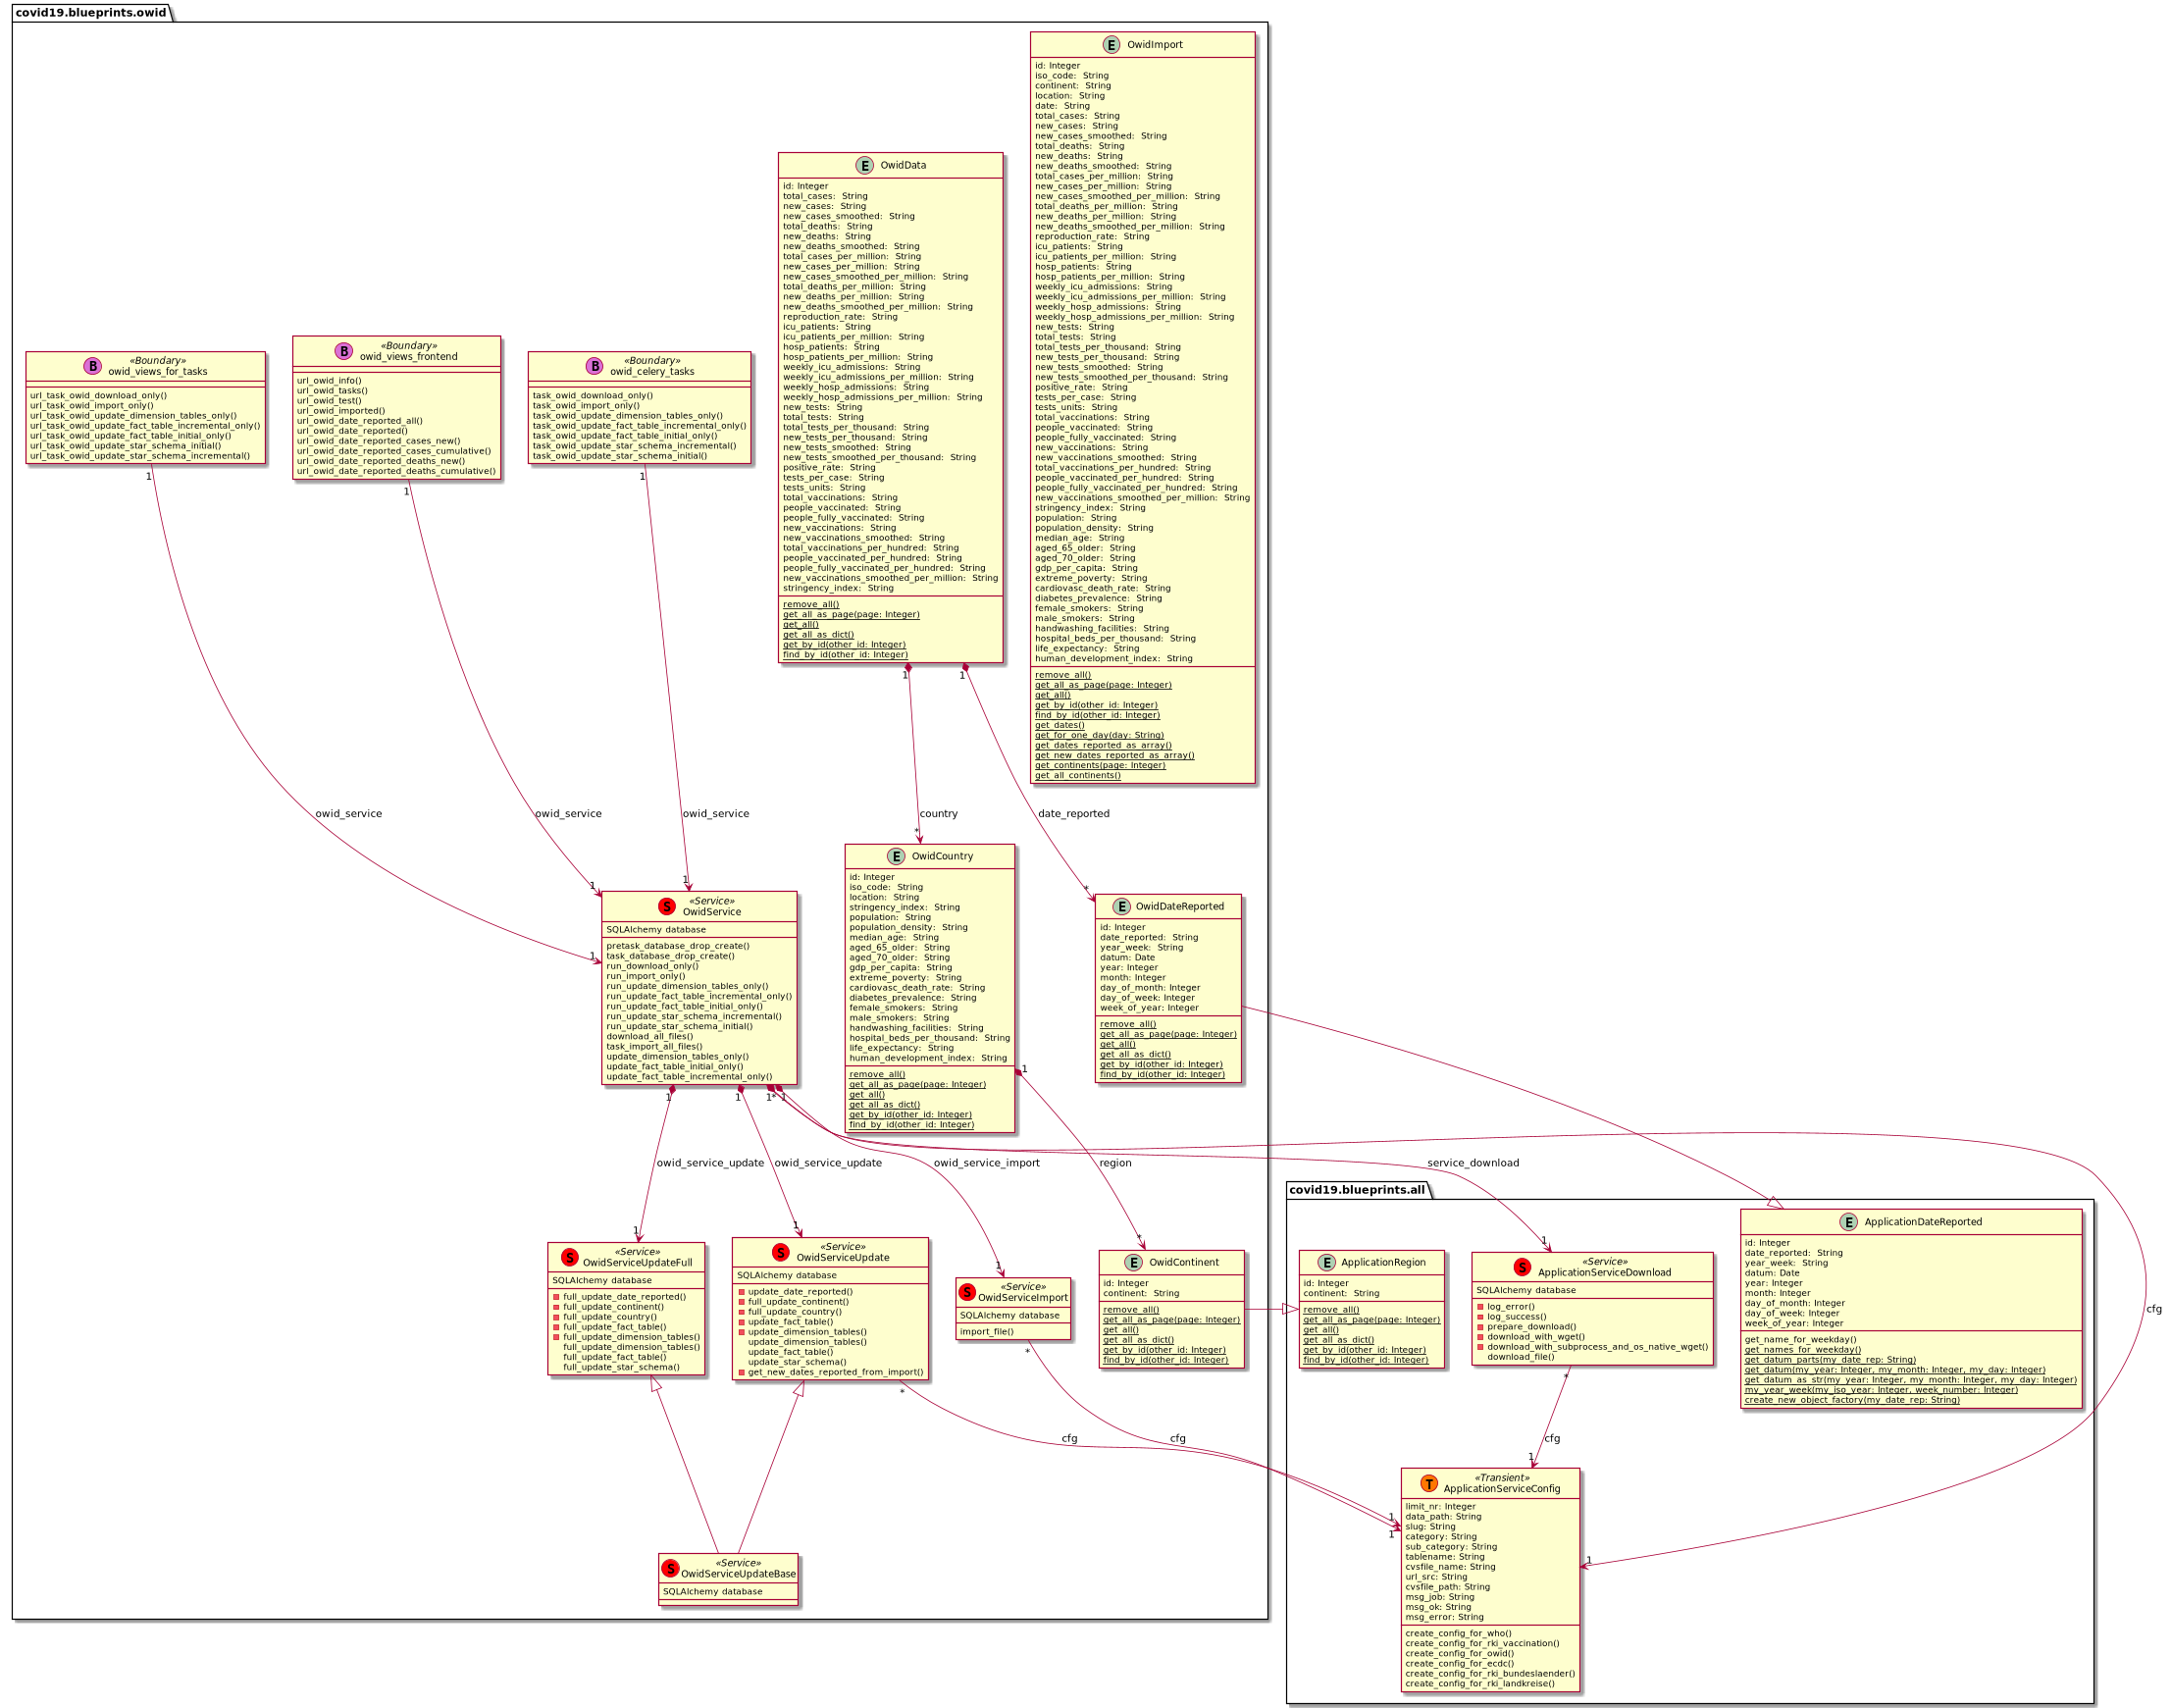 covid19.blueprints.owid
E OwidImport
id: Integer
iso_code: String
continent: String
location: String
date: String
total_cases: String
new_cases: String
new_cases_smoothed: String
total_deaths: String
new_deaths: String
new_deaths_smoothed: String
total_cases_per_million: String
new_cases_per_million: String
new_cases_smoothed_per_million: String
total_deaths_per_million: String
new_deaths_per_million: String
new_deaths_smoothed_per_million: String
reproduction_rate: String
icu_patients: String
icu_patients_per_million: String
hosp_patients: String
hosp_patients_per_million: String
weekly_icu_admissions: String
weekly_icu_admissions_per_million: String
weekly_hosp_admissions: String
weekly_hosp_admissions_per_million: String
new_tests: String
total_tests: String
total_tests_per_thousand: String
new_tests_per_thousand: String
new_tests_smoothed: String
new_tests_smoothed_per_thousand: String
positive_rate: String
tests_per_case: String
tests_units: String
total_vaccinations: String
people_vaccinated: String
people_fully_vaccinated: String
new_vaccinations: String
new_vaccinations_smoothed: String
total_vaccinations_per_hundred: String
people_vaccinated_per_hundred: String
people_fully_vaccinated_per_hundred: String
new_vaccinations_smoothed_per_million: String
stringency_index: String
population: String
population_density: String
median_age: String
aged_65_older: String
aged_70_older: String
gdp_per_capita: String
extreme_poverty: String
cardiovasc_death_rate: String
diabetes_prevalence: String
female_smokers: String
male_smokers: String
handwashing_facilities: String
hospital_beds_per_thousand: String
life_expectancy: String
human_development_index: String
remove_all()
get_all_as_page(page: Integer)
get_all()
get_by_id(other_id: Integer)
find_by_id(other_id: Integer)
get_dates()
get_for_one_day(day: String)
get_dates_reported_as_array()
get_new_dates_reported_as_array()
get_continents(page: Integer)
get_all_continents()
E OwidData
id: Integer
total_cases: String
new_cases: String
new_cases_smoothed: String
total_deaths: String
new_deaths: String
new_deaths_smoothed: String
total_cases_per_million: String
new_cases_per_million: String
new_cases_smoothed_per_million: String
total_deaths_per_million: String
new_deaths_per_million: String
new_deaths_smoothed_per_million: String
reproduction_rate: String
icu_patients: String
icu_patients_per_million: String
hosp_patients: String
hosp_patients_per_million: String
weekly_icu_admissions: String
weekly_icu_admissions_per_million: String
weekly_hosp_admissions: String
weekly_hosp_admissions_per_million: String
new_tests: String
total_tests: String
total_tests_per_thousand: String
new_tests_per_thousand: String
new_tests_smoothed: String
new_tests_smoothed_per_thousand: String
positive_rate: String
tests_per_case: String
tests_units: String
total_vaccinations: String
people_vaccinated: String
people_fully_vaccinated: String
new_vaccinations: String
new_vaccinations_smoothed: String
total_vaccinations_per_hundred: String
people_vaccinated_per_hundred: String
people_fully_vaccinated_per_hundred: String
new_vaccinations_smoothed_per_million: String
stringency_index: String
remove_all()
get_all_as_page(page: Integer)
get_all()
get_all_as_dict()
get_by_id(other_id: Integer)
find_by_id(other_id: Integer)
B «Boundary»
owid_views_for_tasks
url_task_owid_download_only()
url_task_owid_import_only()
url_task_owid_update_dimension_tables_only()
url_task_owid_update_fact_table_incremental_only()
url_task_owid_update_fact_table_initial_only()
url_task_owid_update_star_schema_initial()
url_task_owid_update_star_schema_incremental()
B «Boundary»
owid_views_frontend
url_owid_info()
url_owid_tasks()
url_owid_test()
url_owid_imported()
url_owid_date_reported_all()
url_owid_date_reported()
url_owid_date_reported_cases_new()
url_owid_date_reported_cases_cumulative()
url_owid_date_reported_deaths_new()
url_owid_date_reported_deaths_cumulative()
B «Boundary»
owid_celery_tasks
task_owid_download_only()
task_owid_import_only()
task_owid_update_dimension_tables_only()
task_owid_update_fact_table_incremental_only()
task_owid_update_fact_table_initial_only()
task_owid_update_star_schema_incremental()
task_owid_update_star_schema_initial()
1
1
1
1
1
owid_service
owid_service
owid_service
country
date_reported
1
1
1
*
*
S «Service»
OwidService
SQLAlchemy database
pretask_database_drop_create()
task_database_drop_create()
run_download_only()
run_import_only()
run_update_dimension_tables_only()
run_update_fact_table_incremental_only()
run_update_fact_table_initial_only()
run_update_star_schema_incremental()
run_update_star_schema_initial()
download_all_files()
task_import_all_files()
update_dimension_tables_only()
update_fact_table_initial_only()
update_fact_table_incremental_only()
E OwidCountry
id: Integer
iso_code: String
location: String
stringency_index: String
population: String
population_density: String
median_age: String
aged_65_older: String
aged_70_older: String
gdp_per_capita: String
extreme_poverty: String
cardiovasc_death_rate: String
diabetes_prevalence: String
female_smokers: String
male_smokers: String
handwashing_facilities: String
hospital_beds_per_thousand: String
life_expectancy: String
human_development_index: String
remove_all()
get_all_as_page(page: Integer)
get_all()
get_all_as_dict()
get_by_id(other_id: Integer)
find_by_id(other_id: Integer)
E OwidDateReported
id: Integer
date_reported: String
year_week: String
datum: Date
year: Integer
month: Integer
day_of_month: Integer
day_of_week: Integer
week_of_year: Integer
remove_all()
get_all_as_page(page: Integer)
get_all()
get_all_as_dict()
get_by_id(other_id: Integer)
find_by_id(other_id: Integer)
1
1
1*
1
1
owid_service_update
owid_service_update
owid_service_import
region
service_download
cfg
1
1
1
*
1
covid19.blueprints.all
S «Service»
OwidServiceUpdateFull
SQLAlchemy database
full_update_date_reported()
full_update_continent()
full_update_country()
full_update_fact_table()
full_update_dimension_tables()
full_update_dimension_tables()
full_update_fact_table()
full_update_star_schema()
S «Service»
OwidServiceUpdate
SQLAlchemy database
update_date_reported()
full_update_continent()
full_update_country()
update_fact_table()
update_dimension_tables()
update_dimension_tables()
update_fact_table()
update_star_schema()
get_new_dates_reported_from_import()
S «Service»
OwidServiceImport
SQLAlchemy database
import_file()
E OwidContinent
id: Integer
continent: String
remove_all()
get_all_as_page(page: Integer)
get_all()
get_all_as_dict()
get_by_id(other_id: Integer)
find_by_id(other_id: Integer)
E ApplicationRegion
id: Integer
continent: String
remove_all()
get_all_as_page(page: Integer)
get_all()
get_all_as_dict()
get_by_id(other_id: Integer)
find_by_id(other_id: Integer)
S «Service»
ApplicationServiceDownload
SQLAlchemy database
log_error()
log_success()
prepare_download()
download_with_wget()
download_with_subprocess_and_os_native_wget()
download_file()
E ApplicationDateReported
id: Integer
date_reported: String
year_week: String
datum: Date
year: Integer
month: Integer
day_of_month: Integer
day_of_week: Integer
week_of_year: Integer
get_name_for_weekday()
get_names_for_weekday()
get_datum_parts(my_date_rep: String)
get_datum(my_year: Integer, my_month: Integer, my_day: Integer)
get_datum_as_str(my_year: Integer, my_month: Integer, my_day: Integer)
my_year_week(my_iso_year: Integer, week_number: Integer)
create_new_object_factory(my_date_rep: String)
*
*
*
cfg
cfg
cfg
1
1
1
1
S «Service»
OwidServiceUpdateBase
SQLAlchemy database
T «Transient»
ApplicationServiceConfig
limit_nr: Integer
data_path: String
slug: String
category: String
sub_category: String
tablename: String
cvsfile_name: String
url_src: String
cvsfile_path: String
msg_job: String
msg_ok: String
msg_error: String
create_config_for_who()
create_config_for_rki_vaccination()
create_config_for_owid()
create_config_for_ecdc()
create_config_for_rki_bundeslaender()
create_config_for_rki_landkreise()